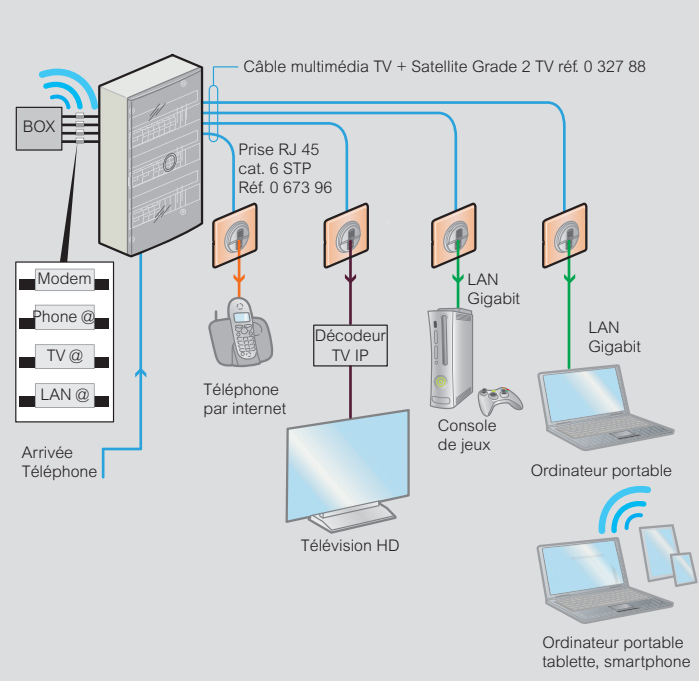 Câble multimédia TV + Satellite Grade 2 TV réf. 0 327 88
BOX
Prise RJ 45
cat. 6 STP
Réf. 0 673 96
Modem
Phone @
TV @
LAN @
Arrivée
Téléphone
Téléphone
par internet
Décodeur
TV IP
Télévision HD
LAN
Gigabit
Console
de jeux
LAN
Gigabit
Ordinateur portable
Ordinateur portable
tablette, smartphone